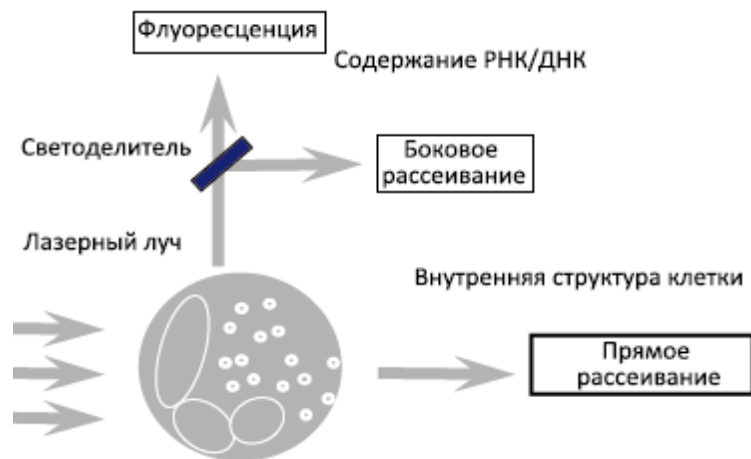 Флуоресценция
Содержание РНК/ДНК
Светоделитель
Боковое
рассеивание
Лазерный луч
Внутренняя структура клетки
Прямое
рассеивание